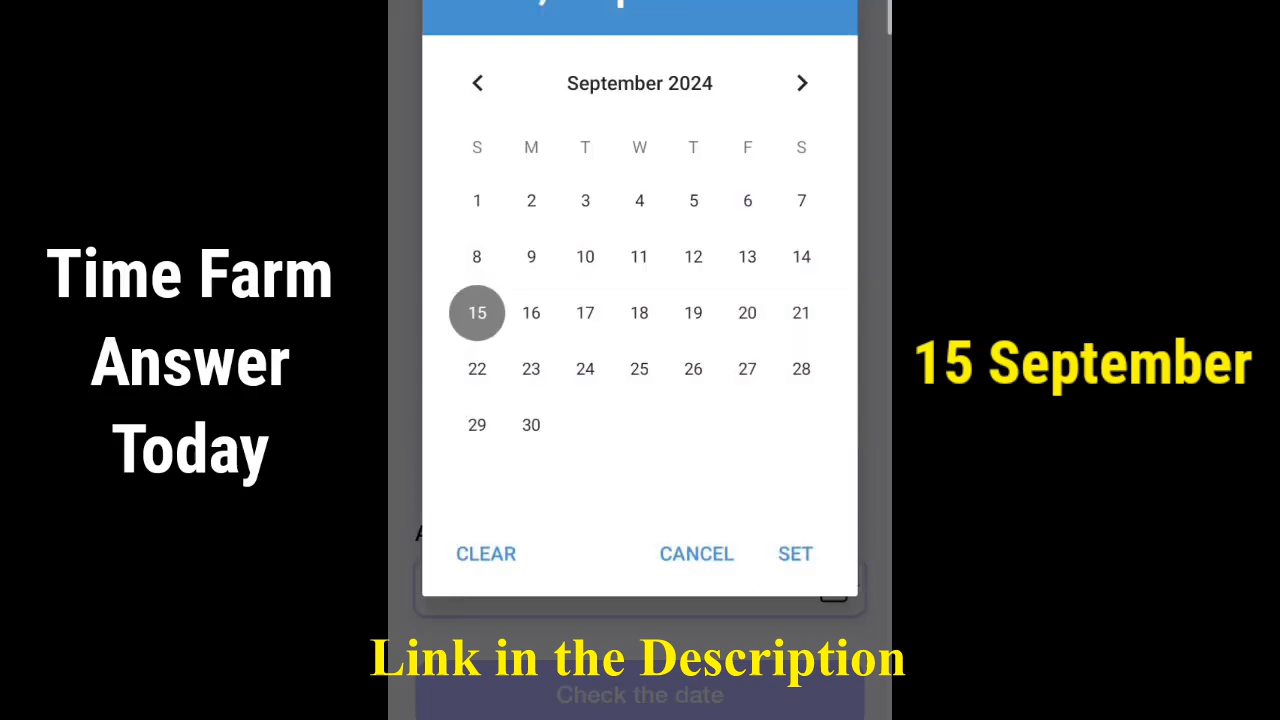 Time Farm
Answer
Today
September 2024
S M T W T F S
1 2 3 4 5 6 7
8 9 10 11 12 13 14
15 16 17 18 19 20 21
22 23 24 25 26 27 28
29 30
CLEAR CANCEL SET
15 September
Link in the Description
Check the date